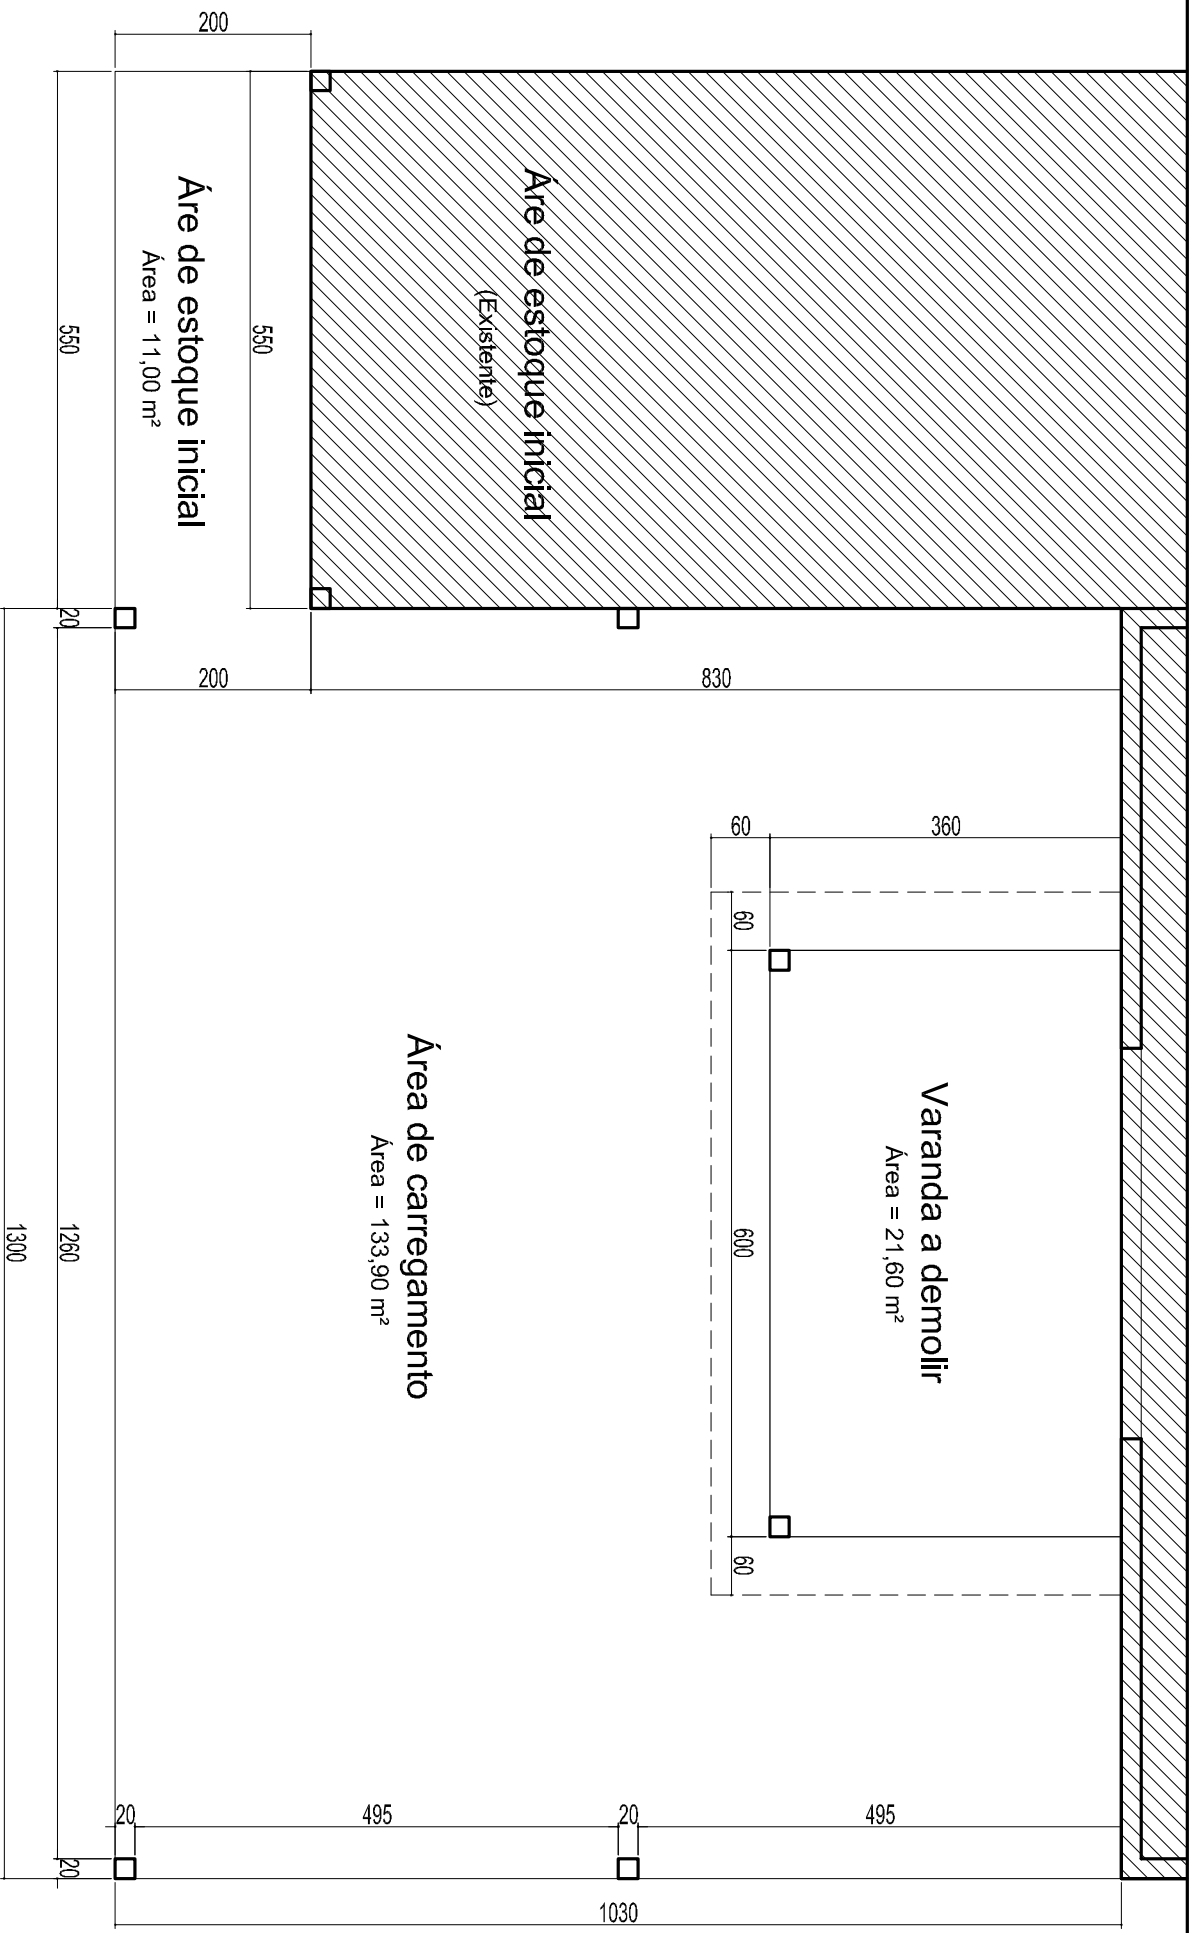 200
550
Áre de estoque inicial
(Existente)
Áre de estoque inicial
Área = 11,00 m²
550
20
200
830
60
360
60
Varanda a demolir
Área = 21,60 m²
600
60
Área de carregamento
Área = 133,90 m²
1260
1300
20
495
20
495
20
1030